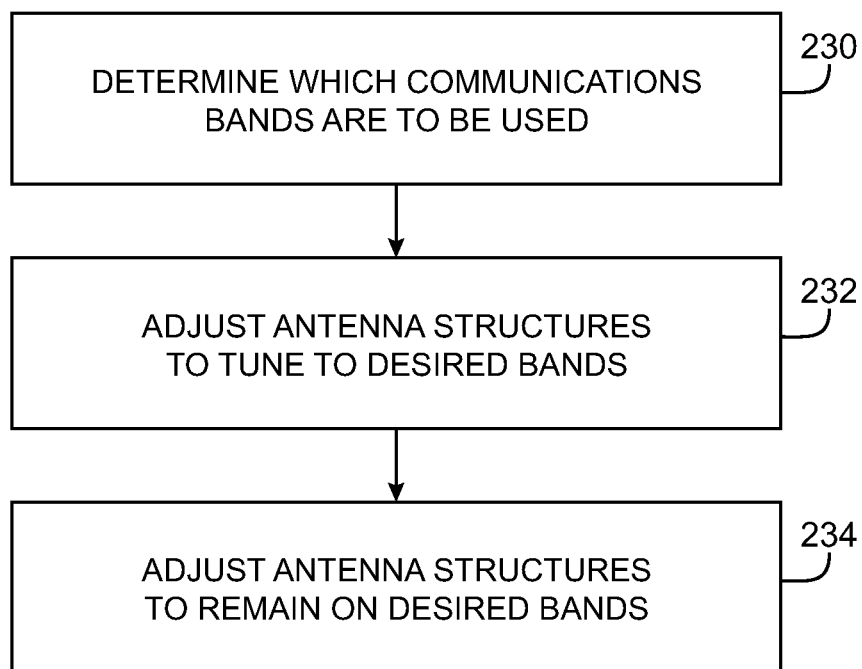 DETERMINE WHICH COMMUNICATIONS
BANDS ARE TO BE USED
230
ADJUST ANTENNA STRUCTURES
TO TUNE TO DESIRED BANDS
232
ADJUST ANTENNA STRUCTURES
TO REMAIN ON DESIRED BANDS
234